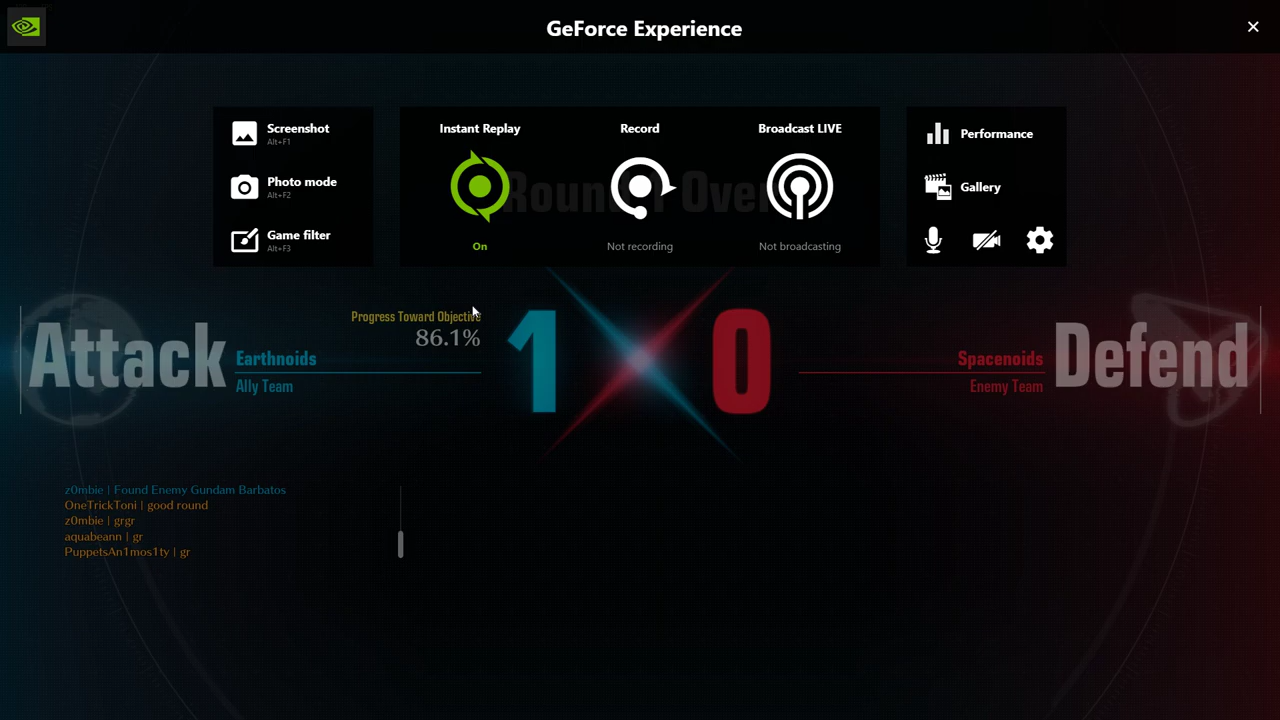 GeForce Experience
Screenshot
Alt+F1
Photo mode
Alt+F2
Game filter
Alt+F3
Instant Replay
On
Record
Not recording
Broadcast LIVE
Not broadcasting
Performance
Gallery
Over
Attack
Earthnoids
Ally Team
Progress Toward Objective
86.1%
1
0
Spacenoids
Enemy Team
Defend
z0mbie | Found Enemy Gundam Barbatos
OneTrickToni | good round
z0mbie | grgr
aquabeann | gr
PuppetsAn1mos1ty | gr